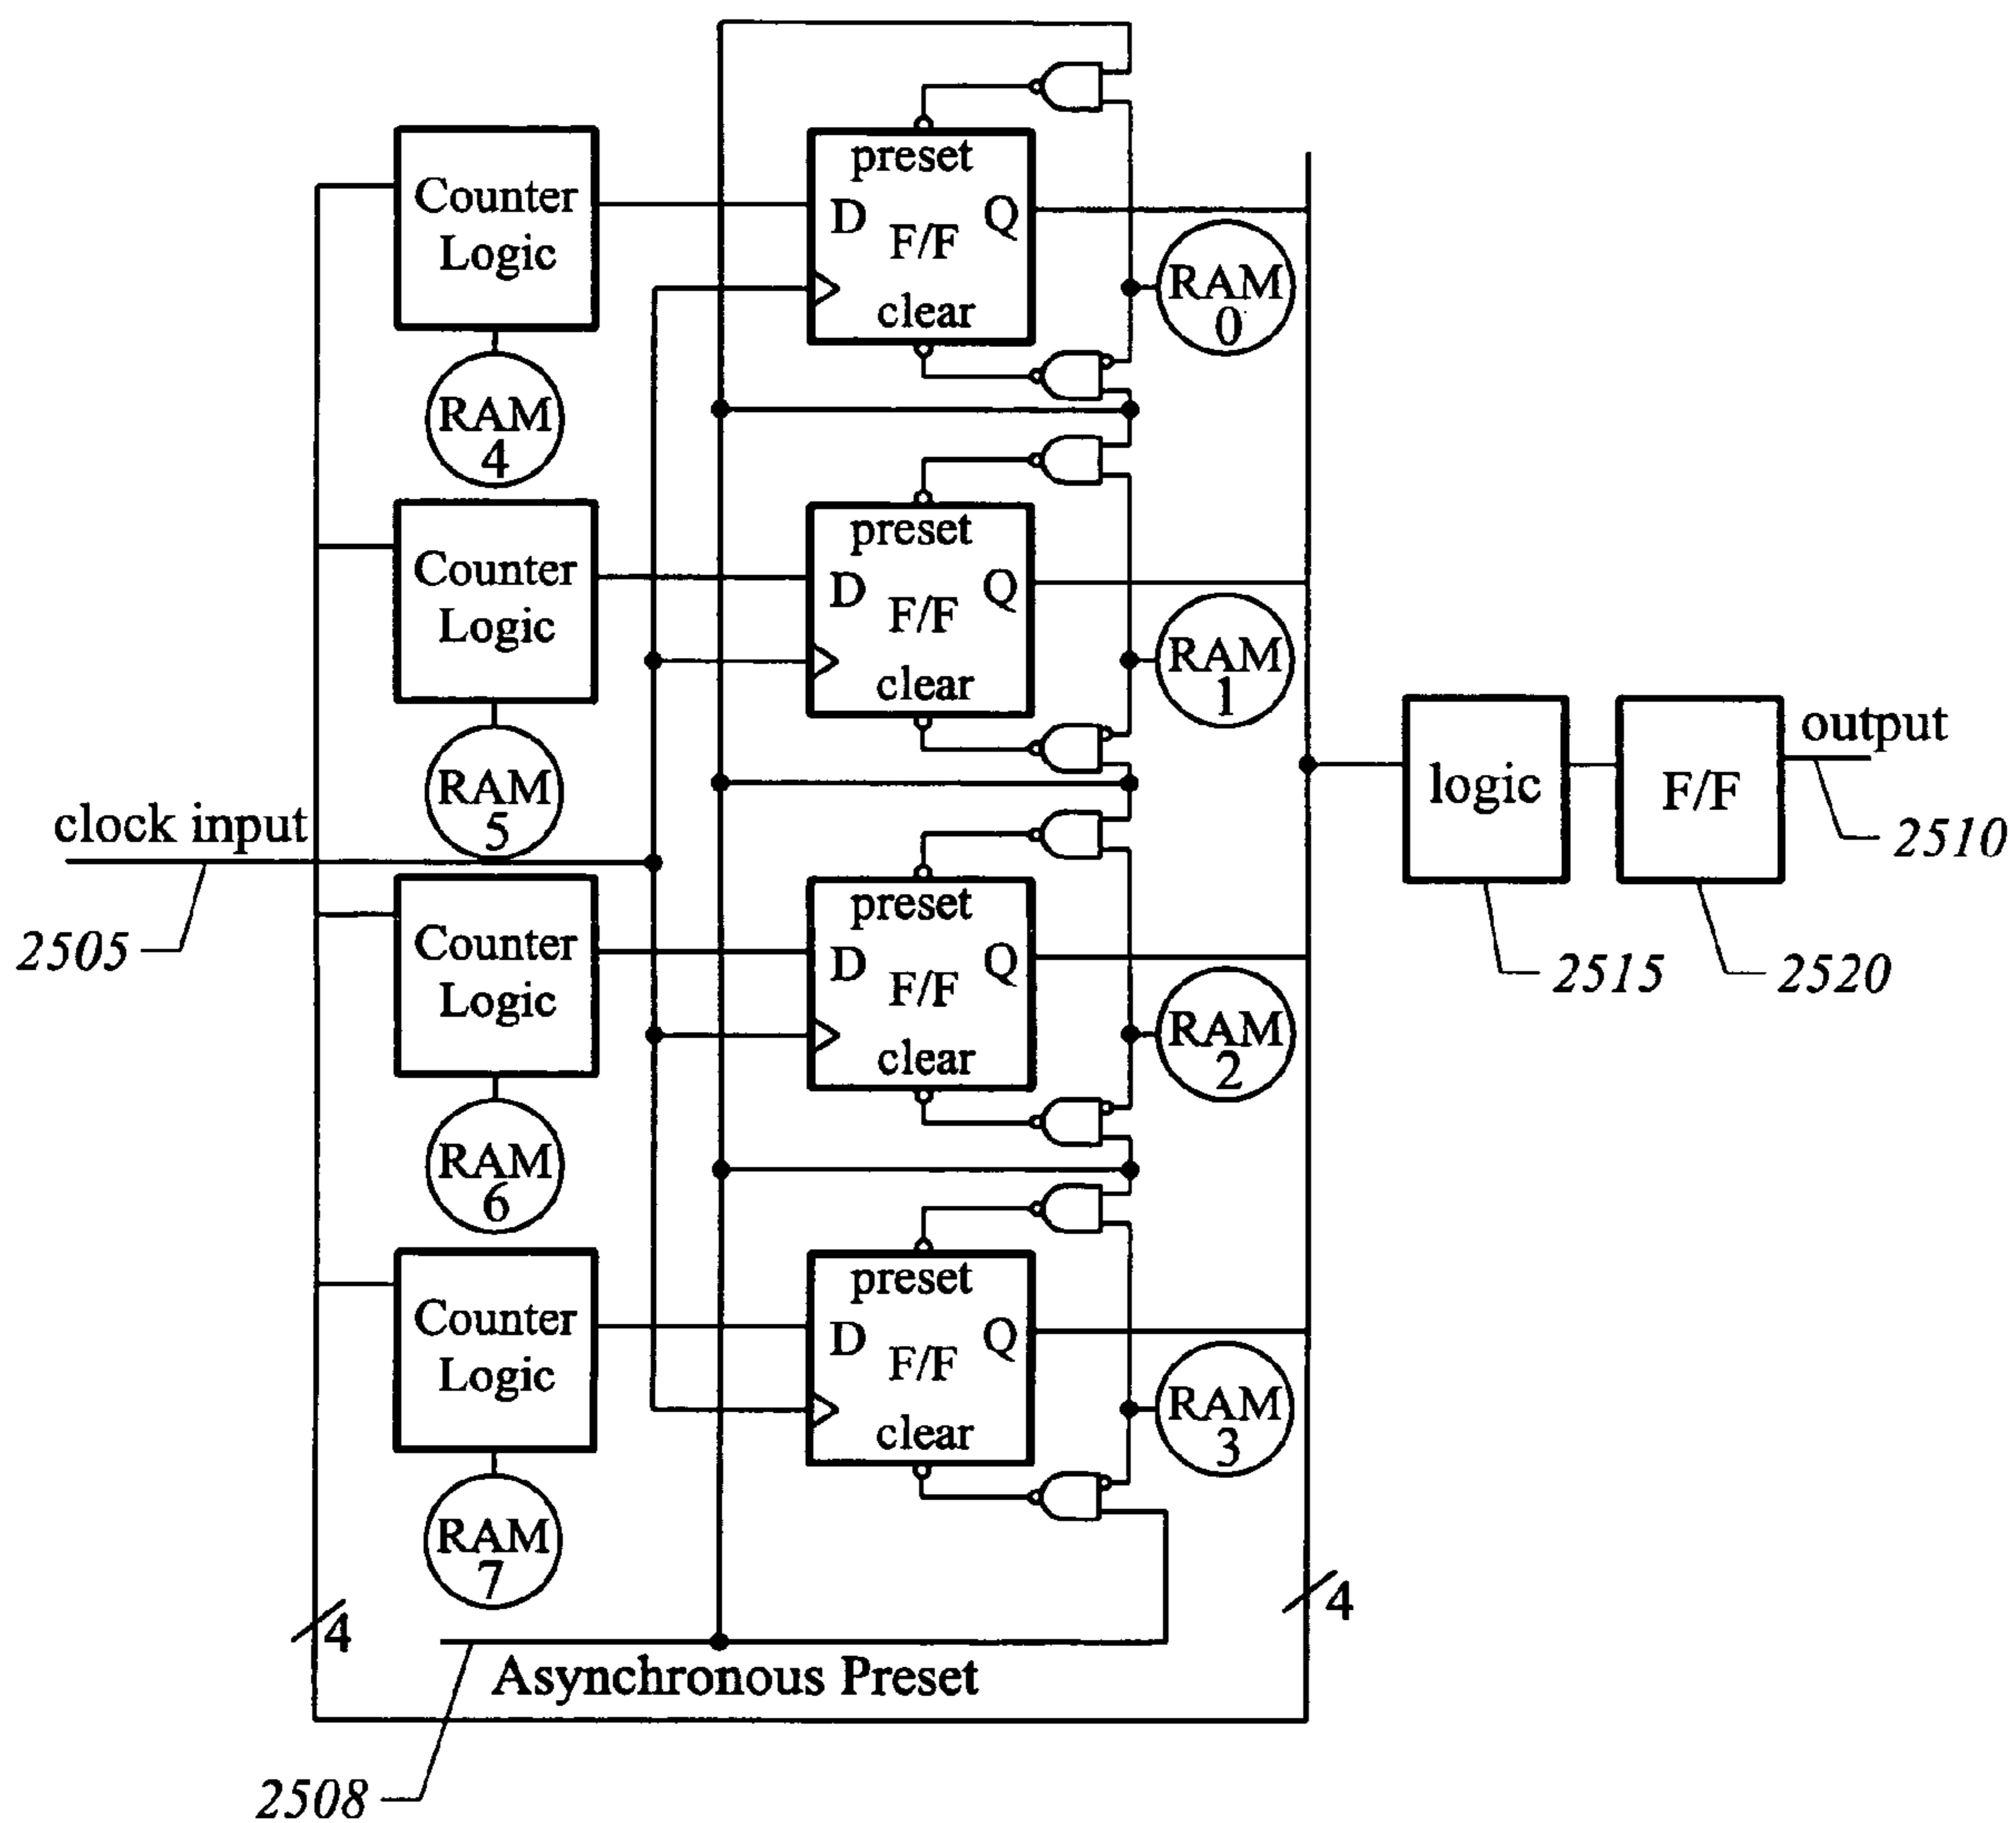 preset
Counter
Logic
D
Q
F/F
clear
RAM
0
RAM
4
preset
Counter
Logic
D
Q
F/F
clear
RAM
1
RAM
5
clock input
2505
output
logic
F/F
2510
2515
2520
preset
Counter
Logic
D
Q
F/F
clear
RAM
2
RAM
6
preset
Counter
Logic
D
Q
F/F
clear
RAM
3
RAM
7
4
4
Asynchronous Preset
2508